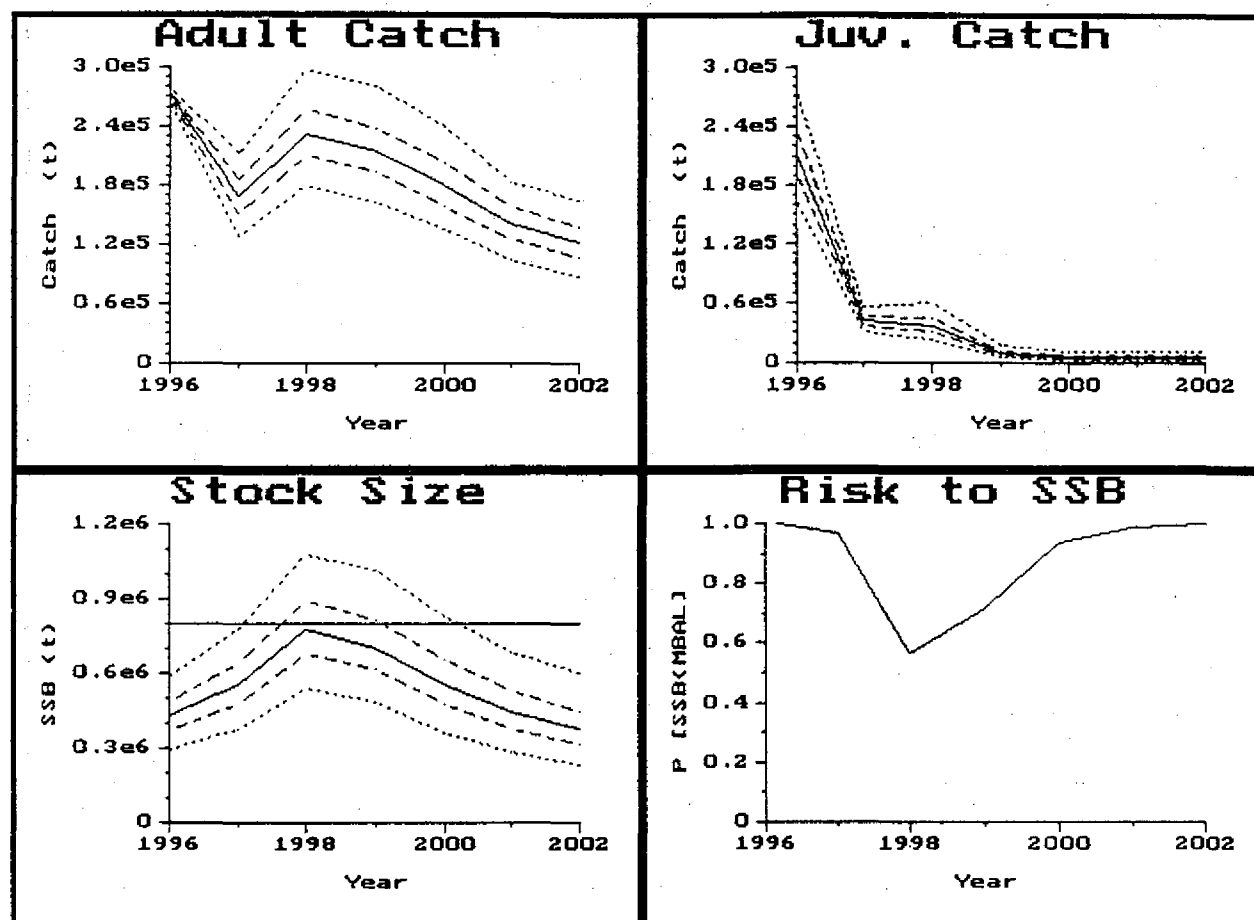 Adult Catch
3.0e5
2.4e5
1.8e5
1.2e5
0.6e5
0
Catch (t)
1996 1998 2000 2002
Year
Juv. Catch
3.0e5
2.4e5
1.8e5
1.2e5
0.6e5
0
Catch (t)
1996 1998 2000 2002
Year
Stock Size
1.2e6
0.9e6
0.6e6
0.3e6
0
SSB (t)
1996 1998 2000 2002
Year
Risk to SSB
1.0
0.8
0.6
0.4
0.2
0
P [SSB<MBAL]
1996 1998 2000 2002
Year